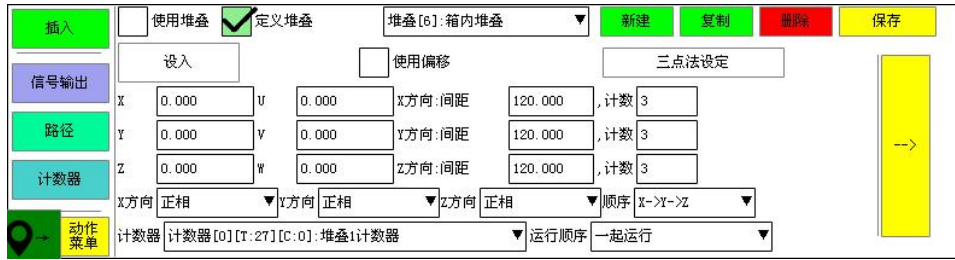 插入 使用堆叠 定义堆叠 堆叠[6]:箱内堆叠 新建 复制 删除 保存
设入 使用偏移 三点法设定
信号输出
X 0.000 U 0.000 X方向:间距 120.000 ,计数 3
路径 Y 0.000 V 0.000 Y方向:间距 120.000 ,计数 3
-->
计数器 Z 0.000 W 0.000 Z方向:间距 120.000 ,计数 3
X方向 正相 Y方向 正相 Z方向 正相 顺序 X->Y->Z
动作
菜单
计数器 计数器[0][T:27][C:0]:堆叠1计数器 运行顺序 一起运行